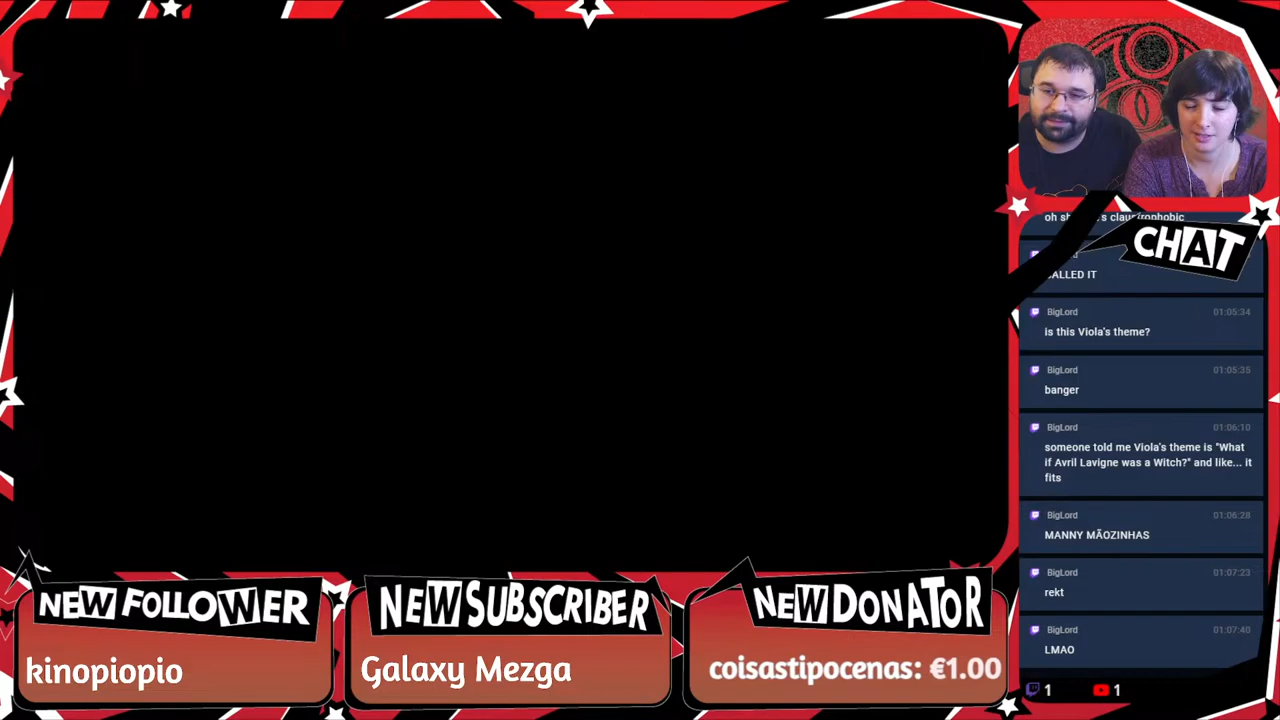 oh
CHAT
CALLED IT
BigLord 01:05:34
is this Viola's theme?
BigLord 01:05:35
banger
BigLord 01:06:10
someone told me Viola's theme is "What
if Avril Lavigne was a Witch?" and like... it
fits
BigLord 01:06:28
MANNY MÃOZINHAS
BigLord 01:07:23
rekt
BigLord 01:07:40
LMAO
1 1
NEW FOLLOWER
kinopiopio
NEW SUBSCRIBER
Galaxy Mezga
NEW DONATOR
coisastipocenas: €1.00